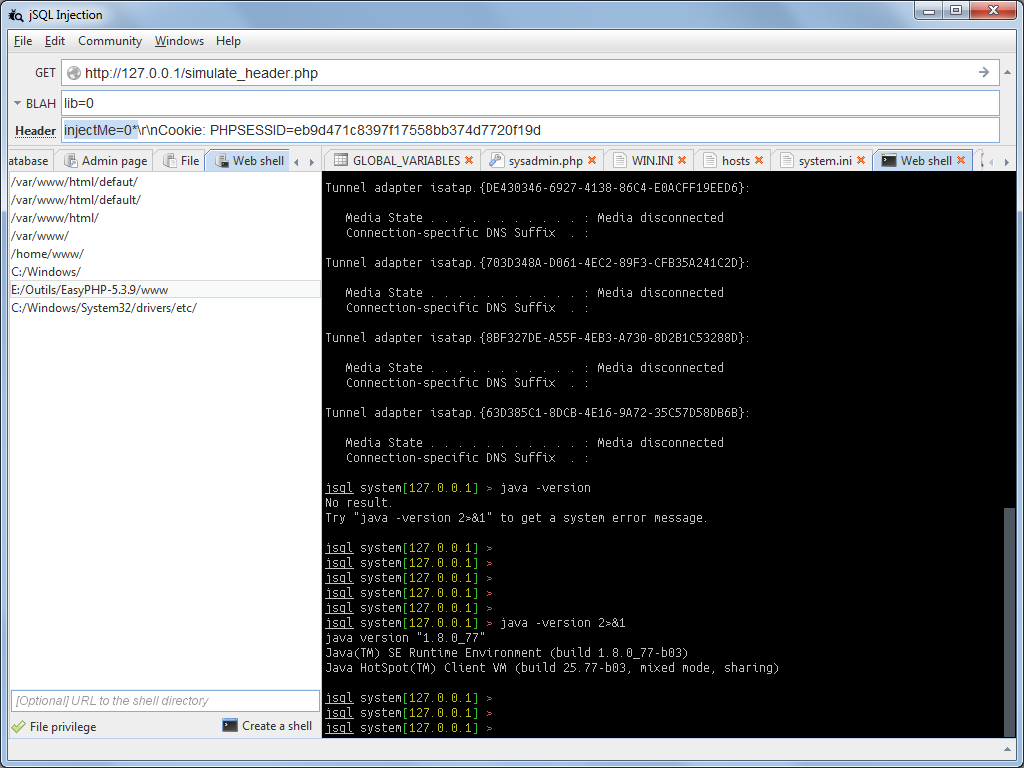 jSQL Injection
File Edit Community Windows Help
GET http://127.0.0.1/simulate_header.php
BLAH lib=0
Header injectMe=0*\r\nCookie: PHPSESSID=eb9d471c8397f17558bb374d7720f19d
atabase Admin page File Web shell
GLOBAL_VARIABLES sysadmin.php WIN.INI hosts system.ini Web shell
/var/www/html/defaut/
/var/www/html/default/
/var/www/html/
/var/www/
/home/www/
C:/Windows/
E:/Outils/EasyPHP-5.3.9/www
C:/Windows/System32/drivers/etc/
[Optional] URL to the shell directory
File privilege Create a shell
Tunnel adapter isatap.{DE430346-6927-4138-86C4-E0ACFF19EED6}:
Media State . . . . . . . . . . . : Media disconnected
Connection-specific DNS Suffix . :
Tunnel adapter isatap.{703D348A-D061-4EC2-89F3-CFB35A241C2D}:
Media State . . . . . . . . . . . : Media disconnected
Connection-specific DNS Suffix . :
Tunnel adapter isatap.{8BF327DE-A55F-4EB3-A730-8D2B1C53288D}:
Media State . . . . . . . . . . . : Media disconnected
Connection-specific DNS Suffix . :
Tunnel adapter isatap.{63D385C1-8DCB-4E16-9A72-35C57D58DB6B}:
Media State . . . . . . . . . . . : Media disconnected
Connection-specific DNS Suffix . :
jsql system[127.0.0.1] > java -version
No result.
Try "java -version 2>&1" to get a system error message.
jsql system[127.0.0.1] >
jsql system[127.0.0.1] >
jsql system[127.0.0.1] >
jsql system[127.0.0.1] >
jsql system[127.0.0.1] >
jsql system[127.0.0.1] > java -version 2>&1
java version "1.8.0_77"
Java(TM) SE Runtime Environment (build 1.8.0_77-b03)
Java HotSpot(TM) Client VM (build 25.77-b03, mixed mode, sharing)
jsql system[127.0.0.1] >
jsql system[127.0.0.1] >
jsql system[127.0.0.1] >